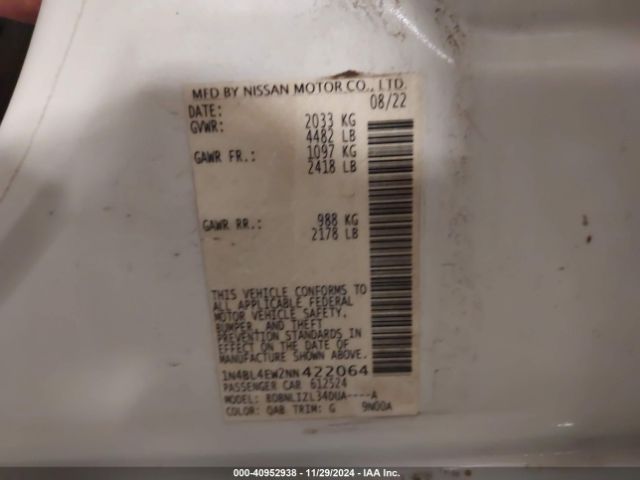 MFD BY NISSAN MOTOR CO., LTD.
DATE: 08/22
GVWR: 2033 KG
4482 LB
GAWR FR.: 1097 KG
2418 LB
GAWR RR.: 988 KG
2178 LB
THIS VEHICLE CONFORMS TO
ALL APPLICABLE FEDERAL
MOTOR VEHICLE SAFETY,
BUMPER, AND THEFT
PREVENTION STANDARDS IN
EFFECT ON THE DATE OF
MANUFACTURE SHOWN ABOVE.
1N4BL4EW2NN422064
PASSENGER CAR 612524
MODEL: BDBNLIZL34DUA----A
COLOR: QAB TRIM: G 9N00A
000-40952938 - 11/29/2024 - IAA Inc.